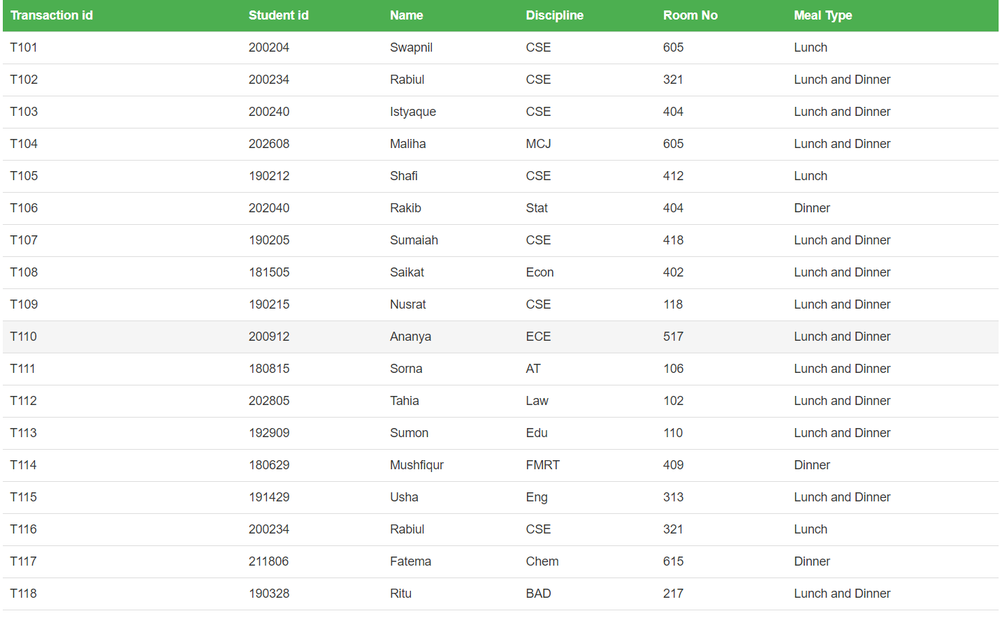 Transaction id Student id Name Discipline Room No Meal Type
T101 200204 Swapnil CSE 605 Lunch
T102 200234 Rabiul CSE 321 Lunch and Dinner
T103 200240 Istyaque CSE 404 Lunch and Dinner
T104 202608 Maliha MCJ 605 Lunch and Dinner
T105 190212 Shafi CSE 412 Lunch
T106 202040 Rakib Stat 404 Dinner
T107 190205 Sumaiah CSE 418 Lunch and Dinner
T108 181505 Saikat Econ 402 Lunch and Dinner
T109 190215 Nusrat CSE 118 Lunch and Dinner
T110 200912 Ananya ECE 517 Lunch and Dinner
T111 180815 Sorna AT 106 Lunch and Dinner
T112 202805 Tahia Law 102 Lunch and Dinner
T113 192909 Sumon Edu 110 Lunch and Dinner
T114 180629 Mushfiqur FMRT 409 Dinner
T115 191429 Usha Eng 313 Lunch and Dinner
T116 200234 Rabiul CSE 321 Lunch
T117 211806 Fatema Chem 615 Dinner
T118 190328 Ritu BAD 217 Lunch and Dinner